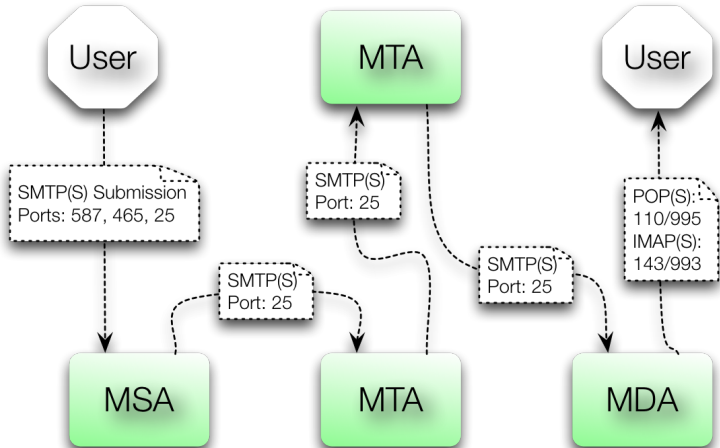 User
MTA
User
SMTP(S) Submission
Ports: 587, 465, 25
SMTP(S)
Port: 25
POP(S):
110/995
IMAP(S):
143/993
SMTP(S)
Port: 25
SMTP(S)
Port: 25
MSA
MTA
MDA